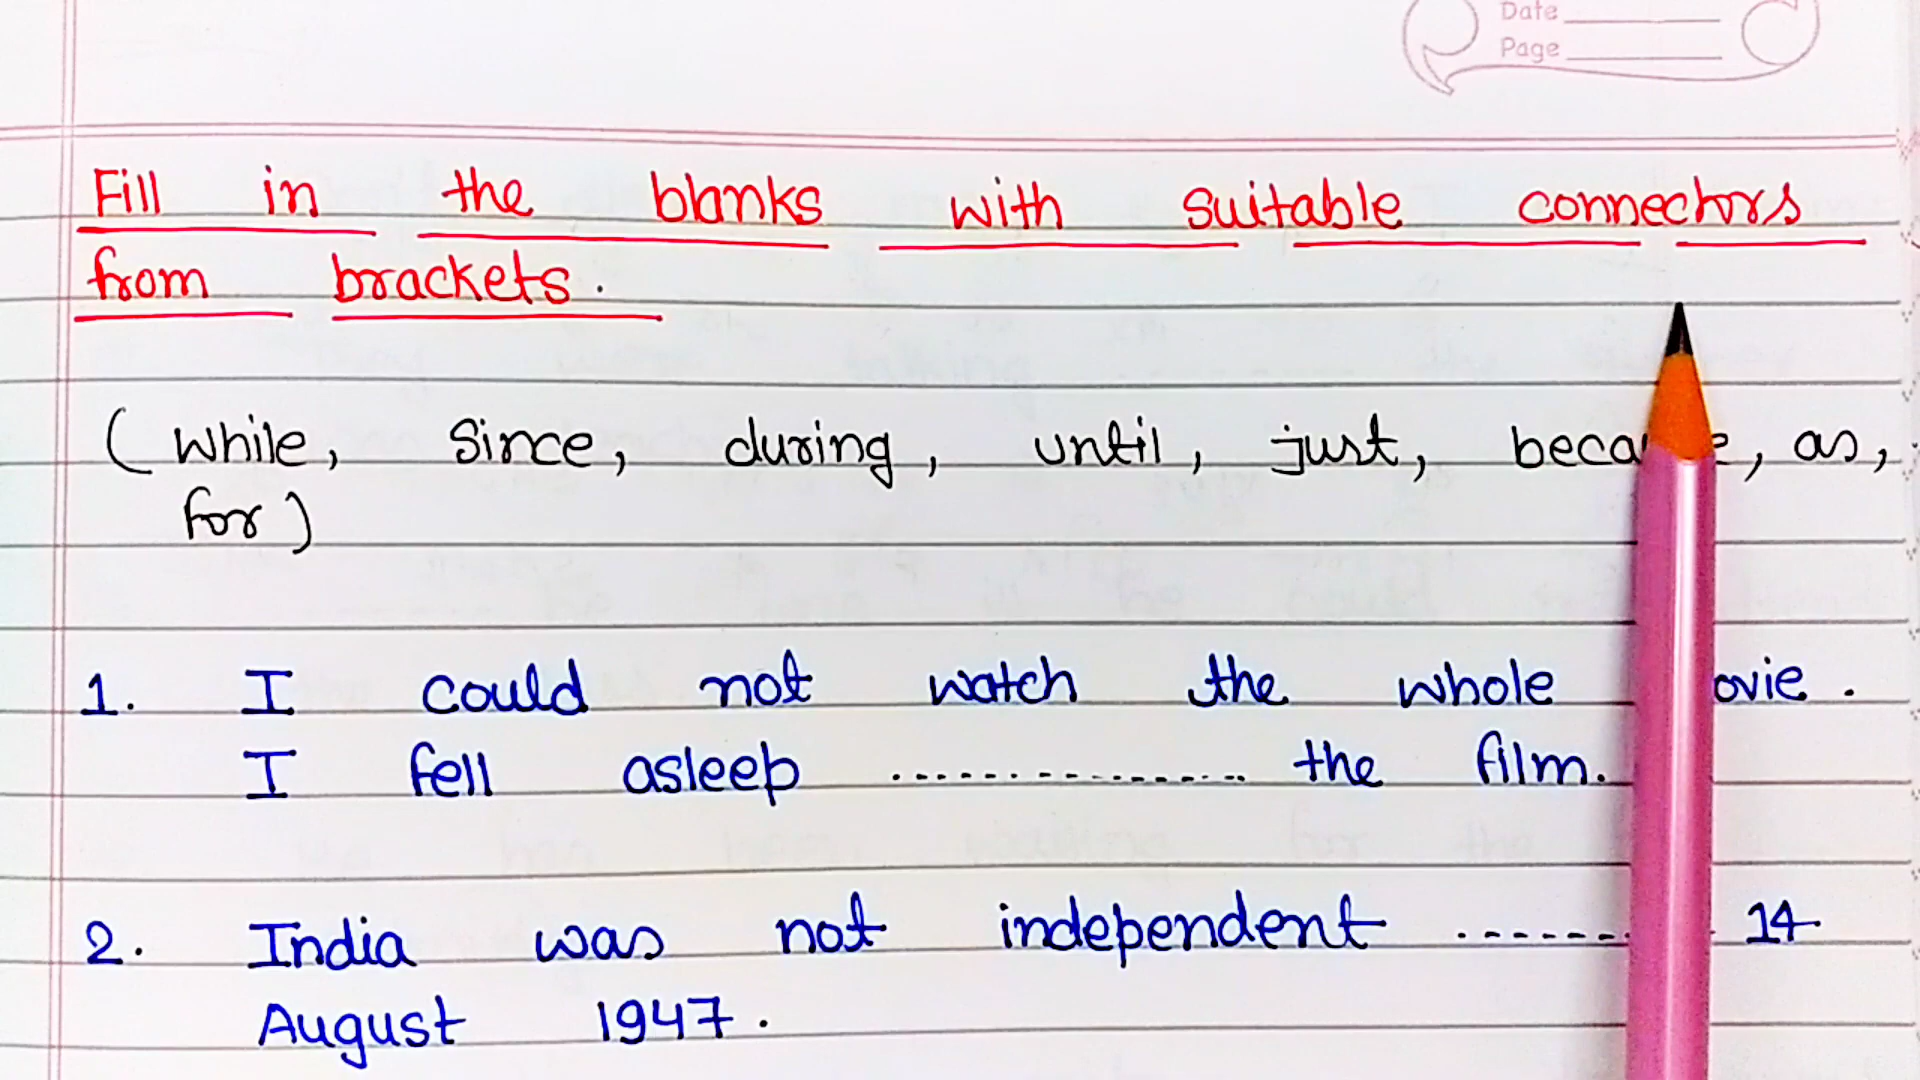 Date
Page
Fill in the blanks with suitable connectors
from brackets.
(while, since, during, until, just, as,
for)
1. I could not watch the whole
I fell asleep ................ the film.
2. India was not independent ........ 14
August 1947.